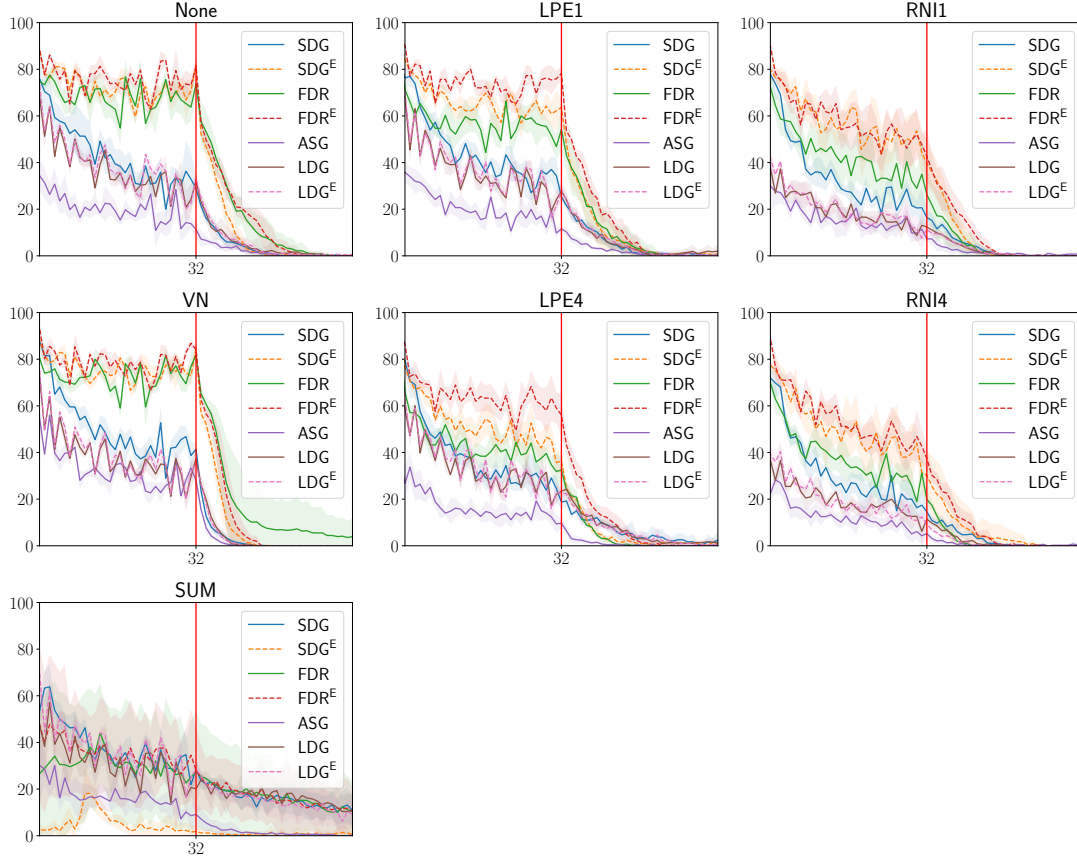 None
100
80
60
40
20
0
32
SDG
SDG^E
FDR
FDR^E
ASG
LDG
LDG^E
LPE1
100
80
60
40
20
0
32
SDG
SDG^E
FDR
FDR^E
ASG
LDG
LDG^E
RNI1
100
80
60
40
20
0
32
SDG
SDG^E
FDR
FDR^E
ASG
LDG
LDG^E
VN
100
80
60
40
20
0
32
SDG
SDG^E
FDR
FDR^E
ASG
LDG
LDG^E
LPE4
100
80
60
40
20
0
32
SDG
SDG^E
FDR
FDR^E
ASG
LDG
LDG^E
RNI4
100
80
60
40
20
0
32
SDG
SDG^E
FDR
FDR^E
ASG
LDG
LDG^E
SUM
100
80
60
40
20
0
32
SDG
SDG^E
FDR
FDR^E
ASG
LDG
LDG^E